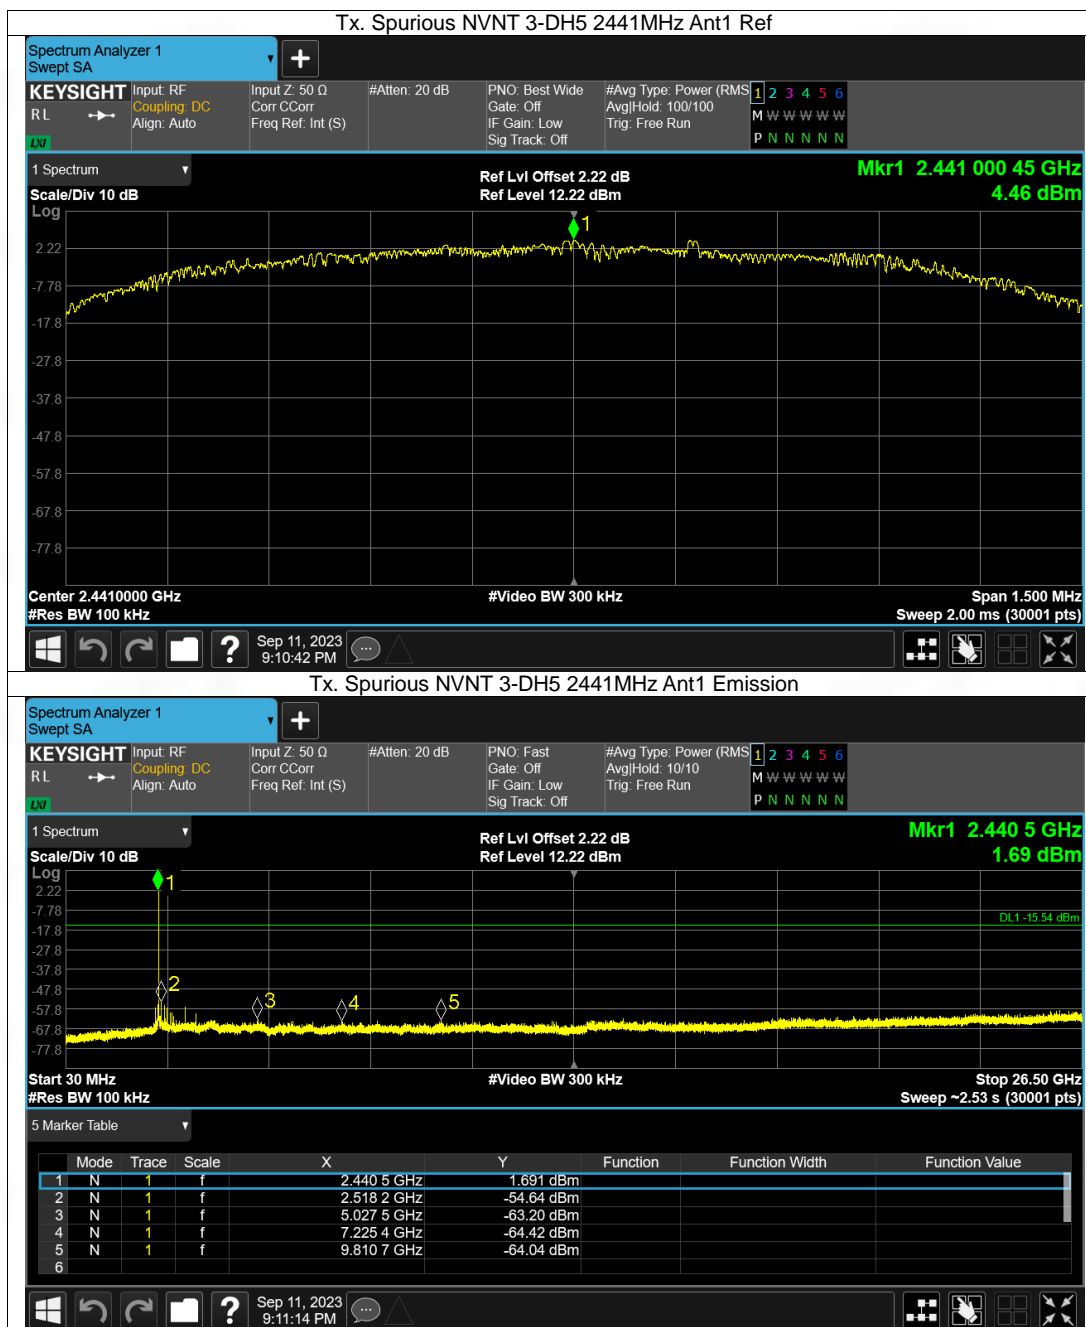 Tx. Spurious NVNT 3-DH5 2441MHz Ant1 Ref
Spectrum Analyzer 1
Swept SA
KEYSIGHT Input: RF Input Z: 50 Ω #Atten: 20 dB PNO: Best Wide #Avg Type: Power (RMS 1 2 3 4 5 6
RL Coupling: DC Corr CCorr Gate: Off Avg|Hold: 100/100 M W W W W W
Align: Auto Freq Ref: Int (S) IF Gain: Low Trig: Free Run
LXI Sig Track: Off P N N N N N
1 Spectrum Ref Lvl Offset 2.22 dB Mkr1 2.441 000 45 GHz
Scale/Div 10 dB Ref Level 12.22 dBm 4.46 dBm
Log
1
2.22
-7.78
-17.8
-27.8
-37.8
-47.8
-57.8
-67.8
-77.8
Center 2.4410000 GHz #Video BW 300 kHz Span 1.500 MHz
#Res BW 100 kHz Sweep 2.00 ms (30001 pts)
Sep 11, 2023
9:10:42 PM
Tx. Spurious NVNT 3-DH5 2441MHz Ant1 Emission
Spectrum Analyzer 1
Swept SA
KEYSIGHT Input: RF Input Z: 50 Ω #Atten: 20 dB PNO: Fast #Avg Type: Power (RMS 1 2 3 4 5 6
RL Coupling: DC Corr CCorr Gate: Off Avg|Hold: 10/10 M W W W W W
Align: Auto Freq Ref: Int (S) IF Gain: Low Trig: Free Run
LXI Sig Track: Off P N N N N N
1 Spectrum Ref Lvl Offset 2.22 dB Mkr1 2.440 5 GHz
Scale/Div 10 dB Ref Level 12.22 dBm 1.69 dBm
Log
1
2.22
-7.78
DL1 -15.54 dBm
-17.8
-27.8
-37.8
-47.8
2 3 4 5
-57.8
-67.8
-77.8
Start 30 MHz #Video BW 300 kHz Stop 26.50 GHz
#Res BW 100 kHz Sweep ~2.53 s (30001 pts)
5 Marker Table
Mode Trace Scale X Y Function Function Width Function Value
1 N 1 f 2.440 5 GHz 1.691 dBm
2 N 1 f 2.518 2 GHz -54.64 dBm
3 N 1 f 5.027 5 GHz -63.20 dBm
4 N 1 f 7.225 4 GHz -64.42 dBm
5 N 1 f 9.810 7 GHz -64.04 dBm
6
Sep 11, 2023
9:11:14 PM